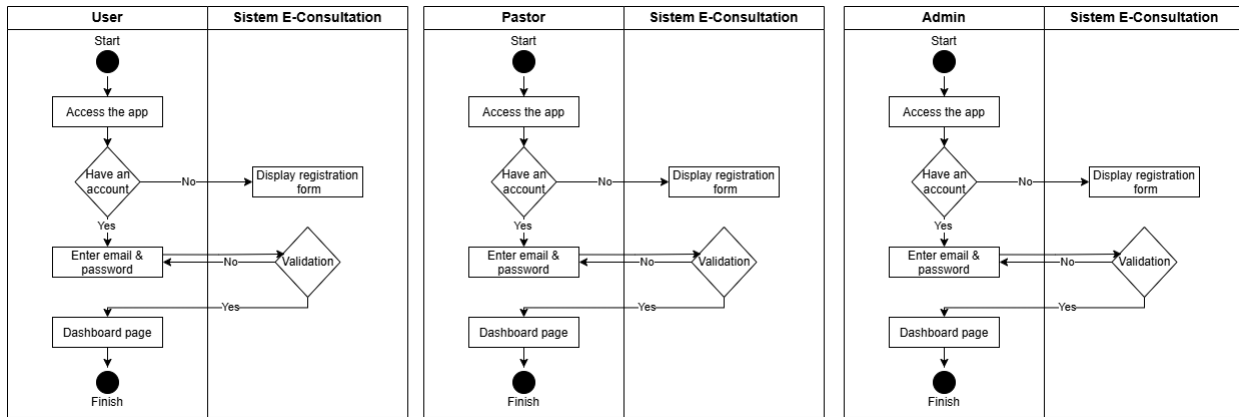 User
Sistem E-Consultation
Start
Access the app
Have an
account
No
Display registration
form
Yes
Enter email &
password
No
Validation
Yes
Dashboard page
Finish
Pastor
Sistem E-Consultation
Start
Access the app
Have an
account
No
Display registration
form
Yes
Enter email &
password
No
Validation
Yes
Dashboard page
Finish
Admin
Sistem E-Consultation
Start
Access the app
Have an
account
No
Display registration
form
Yes
Enter email &
password
No
Validation
Yes
Dashboard page
Finish